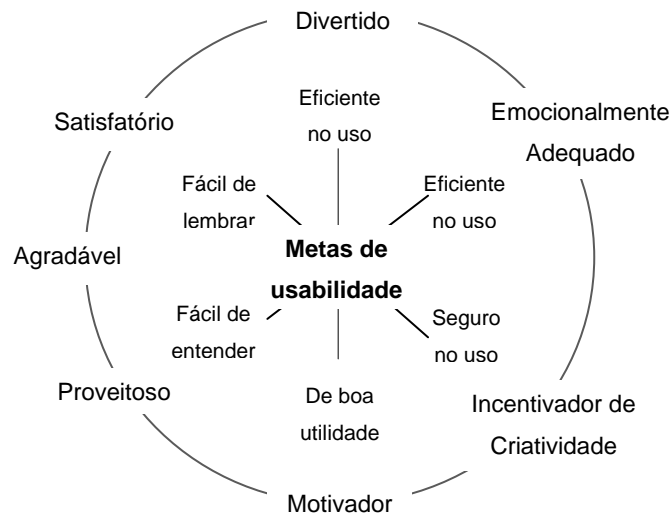 Divertido
Eficiente
no uso
Emocionalmente
Adequado
Satisfatório
Fácil de
lembrar
Eficiente
no uso
Metas de
usabilidade
Agradável
Fácil de
entender
Seguro
no uso
Proveitoso
De boa
utilidade
Incentivador de
Criatividade
Motivador